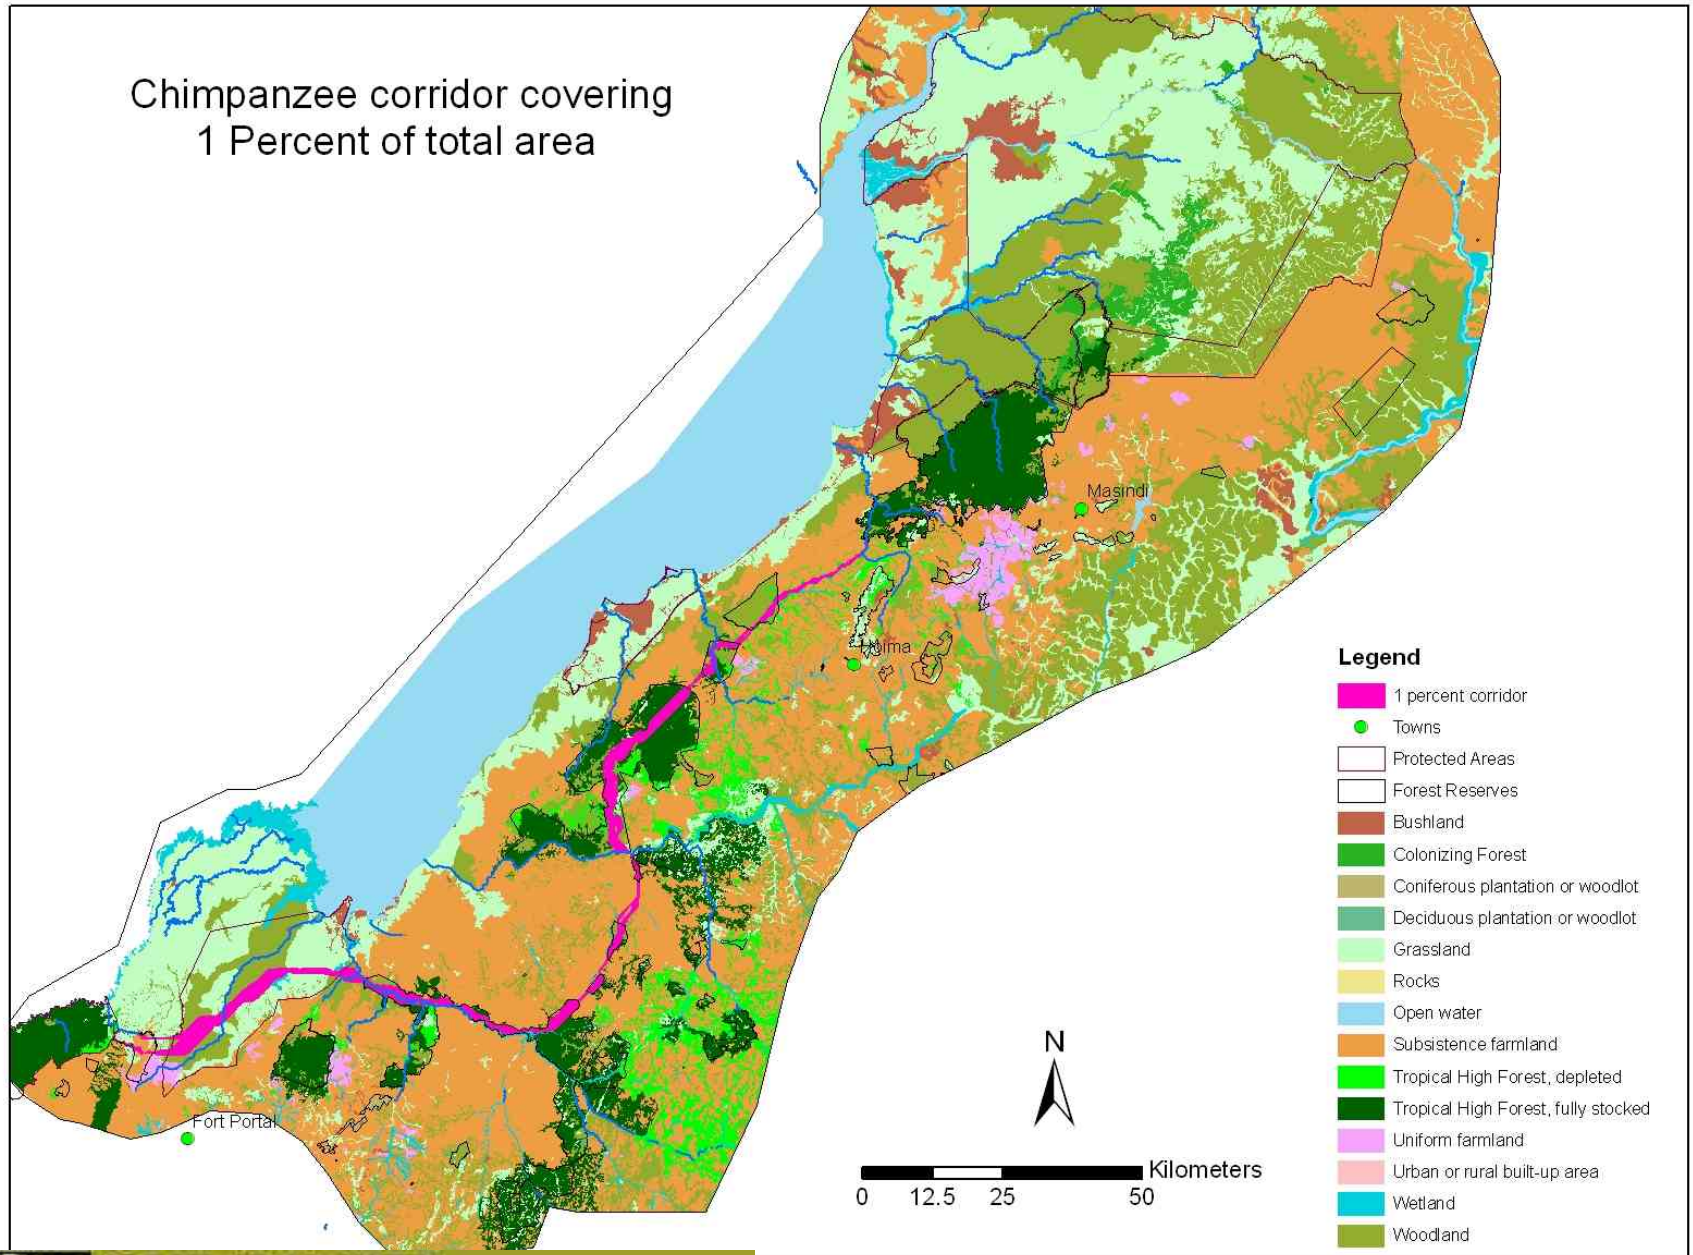 Chimpanzee corridor covering
1 Percent of total area
Masindi
Hoima
Fort Portal
N
Kilometers
0 12.5 25 50
Legend
1 percent corridor
Towns
Protected Areas
Forest Reserves
Bushland
Colonizing Forest
Coniferous plantation or woodlot
Deciduous plantation or woodlot
Grassland
Rocks
Open water
Subsistence farmland
Tropical High Forest, depleted
Tropical High Forest, fully stocked
Uniform farmland
Urban or rural built-up area
Wetland
Woodland